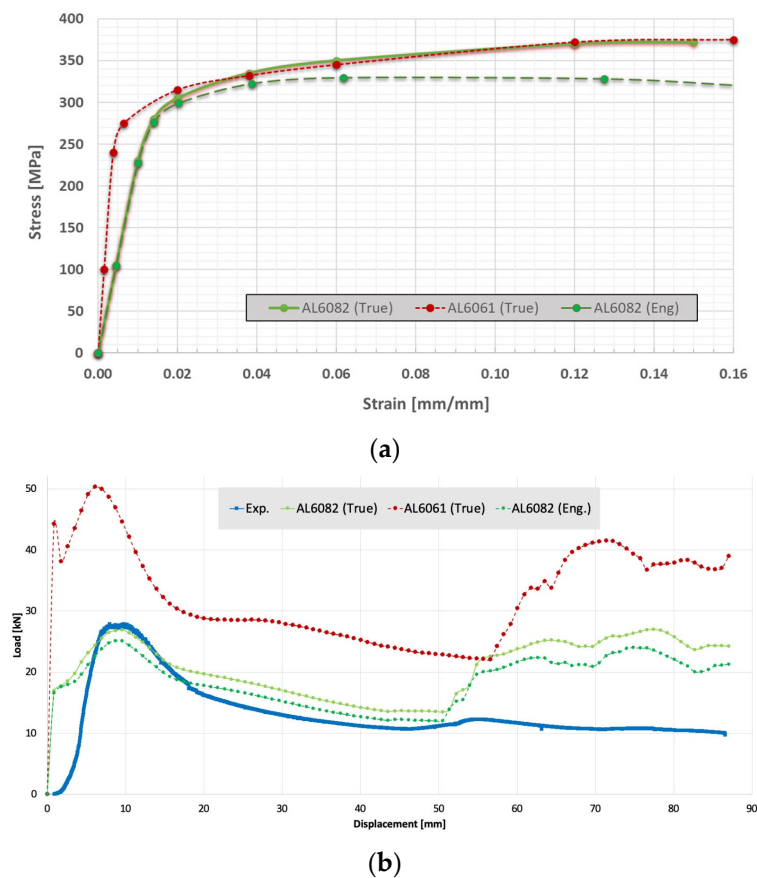 400
350
300
250
200
150
100
50
0
Stress [MPa]
AL6082 (True) AL6061 (True) AL6082 (Eng)
0.00 0.02 0.04 0.06 0.08 0.10 0.12 0.14 0.16
Strain [mm/mm]
(a)
50
40
30
20
10
0
Load [kN]
Exp. AL6082 (True) AL6061 (True) AL6082 (Eng.)
0 10 20 30 40 50 60 70 80 90
Displacement [mm]
(b)